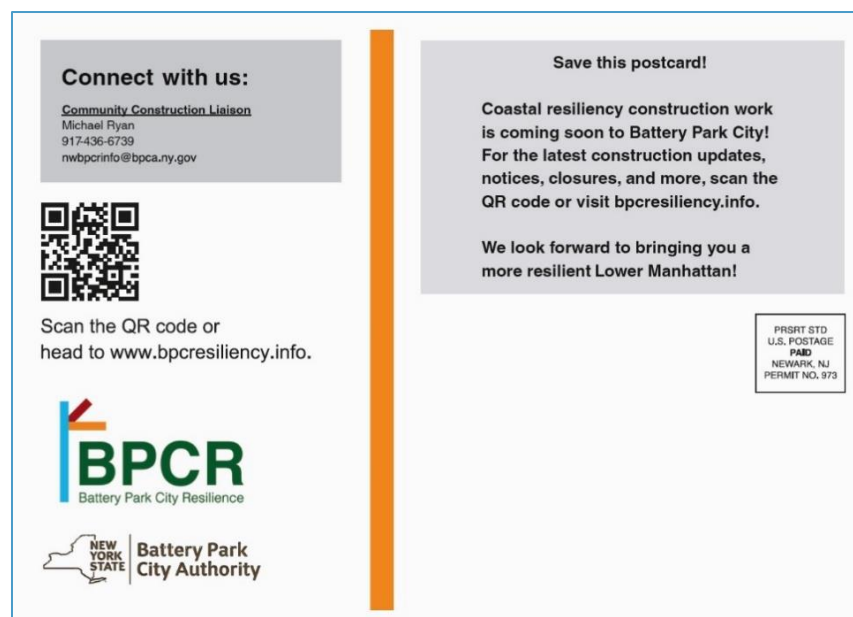 Connect with us:
Community Construction Liaison
Michael Ryan
917-436-6739
nwbpcrinfo@bpca.ny.gov
Scan the QR code or
head to www.bpcresiliency.info.
BPCR
Battery Park City Resilience
NEW
YORK
STATE
Battery Park
City Authority
Save this postcard!
Coastal resiliency construction work
is coming soon to Battery Park City!
For the latest construction updates,
notices, closures, and more, scan the
QR code or visit bpcresiliency.info.
We look forward to bringing you a
more resilient Lower Manhattan!
PRSRT STD
U.S. POSTAGE
PAID
NEWARK, NJ
PERMIT NO. 973